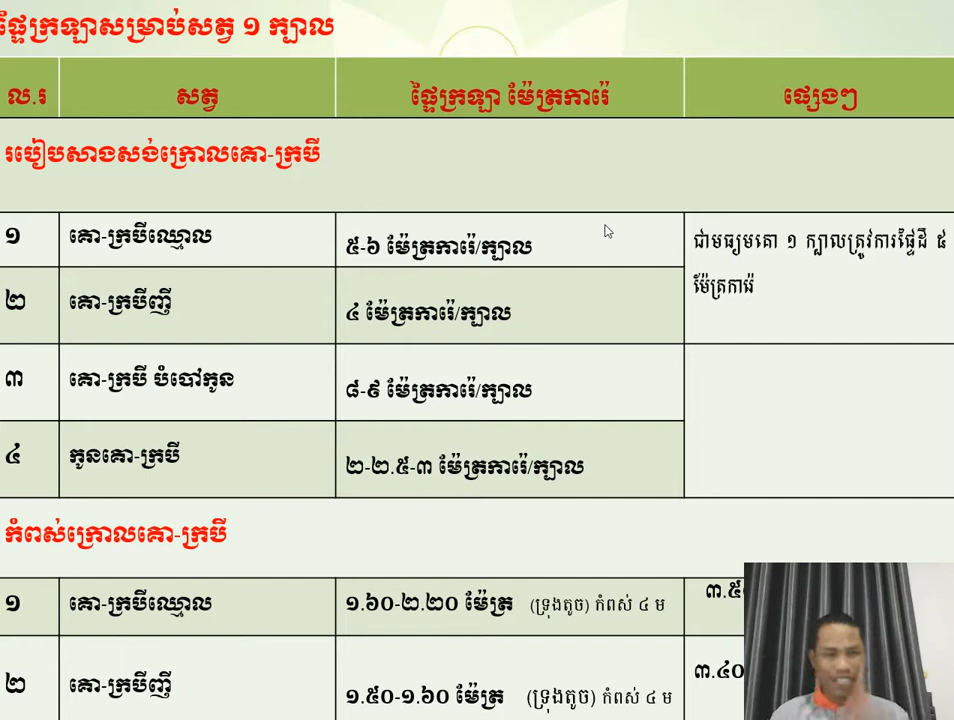 ផ្ទៃក្រឡាសម្រាប់សត្វ ១ ក្បាល
ល.រ សត្វ ផ្ទៃក្រឡា ម៉ែត្រការ៉េ ផ្សេងៗ
របៀបសាងសង់ក្រោលគោ-ក្របី
១ គោ-ក្របីឈ្មោល ៥-៦ ម៉ែត្រការ៉េ/ក្បាល ជាមធ្យមគោ ១ ក្បាលត្រូវការផ្ទៃដី ៥
ម៉ែត្រការ៉េ
២ គោ-ក្របីញី ៤ ម៉ែត្រការ៉េ/ក្បាល
៣ គោ-ក្របី បំបៅកូន ៨-៩ ម៉ែត្រការ៉េ/ក្បាល
៤ កូនគោ-ក្របី ២-២.៥-៣ ម៉ែត្រការ៉េ/ក្បាល
កំពស់ក្រោលគោ-ក្របី
១ គោ-ក្របីឈ្មោល ១.៦០-២.២០ ម៉ែត្រ (ទ្រុងតូច) កំពស់ ៤ ម
២ គោ-ក្របីញី ១.៥០-១.៦០ ម៉ែត្រ (ទ្រុងតូច) កំពស់ ៤ ម ៣.៤០